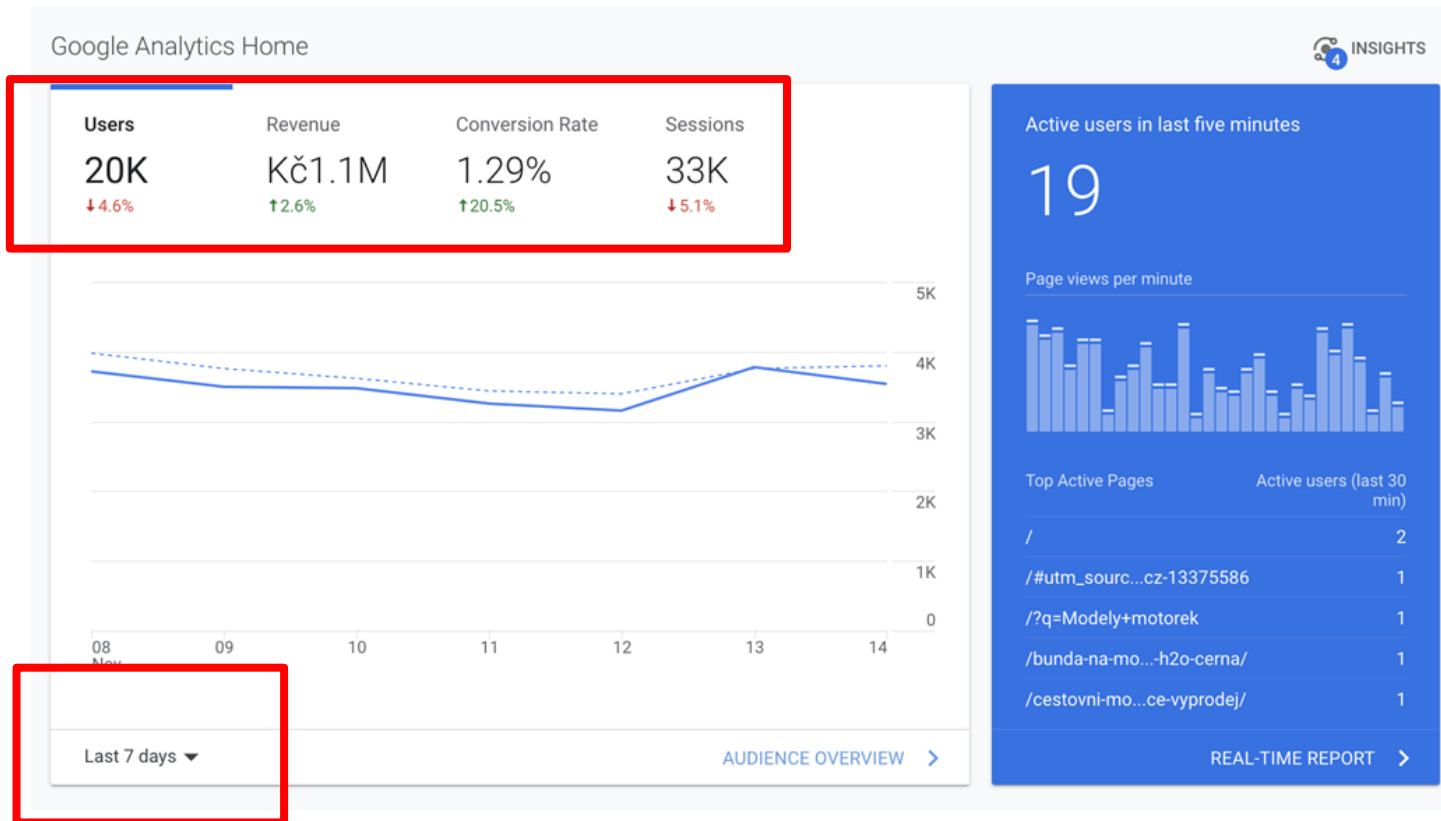 Google Analytics Home
INSIGHTS
4
Users Revenue Conversion Rate Sessions
20K Kč1.1M 1.29% 33K
↓4.6% ↑2.6% ↑20.5% ↓5.1%
5K
4K
3K
2K
1K
0
08 09 10 11 12 13 14
Nov
Last 7 days
AUDIENCE OVERVIEW
Active users in last five minutes
19
Page views per minute
Top Active Pages Active users (last 30
min)
/ 2
/#utm_sourc...cz-13375586 1
/?q=Modely+motorek 1
/bunda-na-mo...-h2o-cerna/ 1
/cestovni-mo...ce-vyprodej/ 1
REAL-TIME REPORT